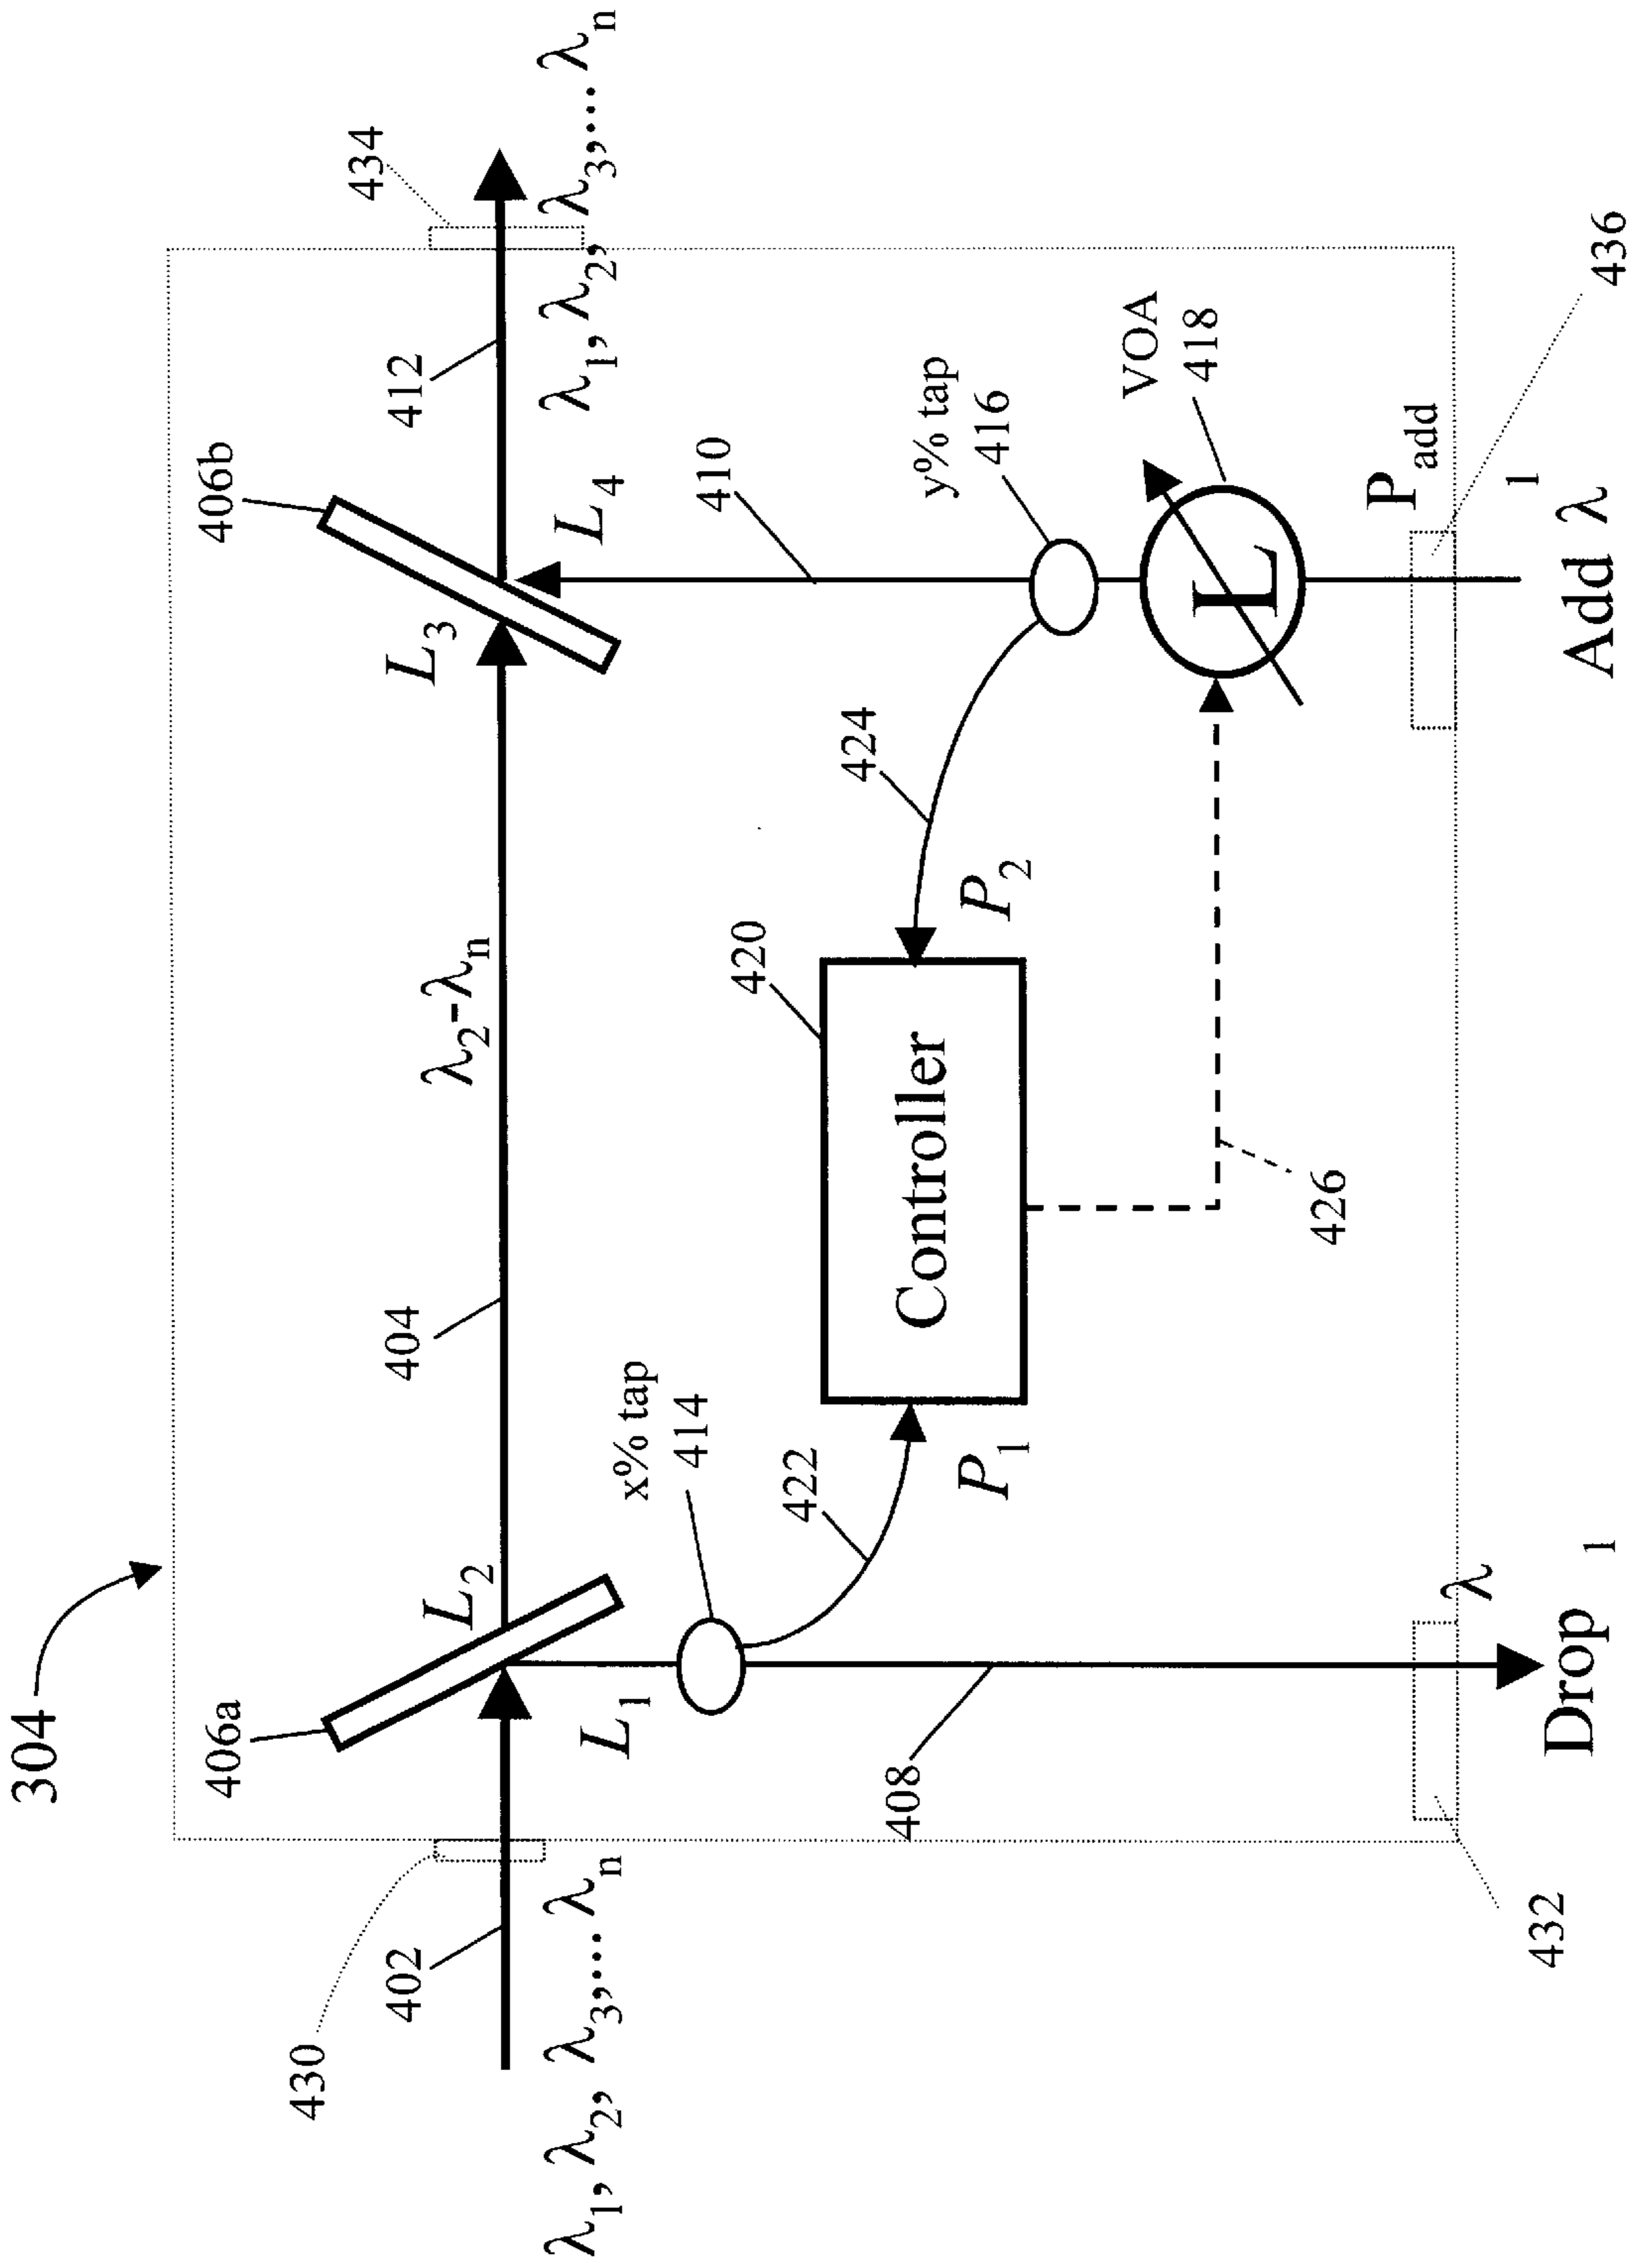 304
406a
406b
434
430
402
404
λ₂-λₙ
412
L₂
L₃
L₁
L₄
λ₁, λ₂, λ₃,... λₙ
λ₁, λ₂, λ₃,... λₙ
x% tap
414
410
y% tap
416
422
420
424
408
P₁
Controller
P₂
VOA
418
L
426
432
Drop λ₁
P_add
Add λ₁
436